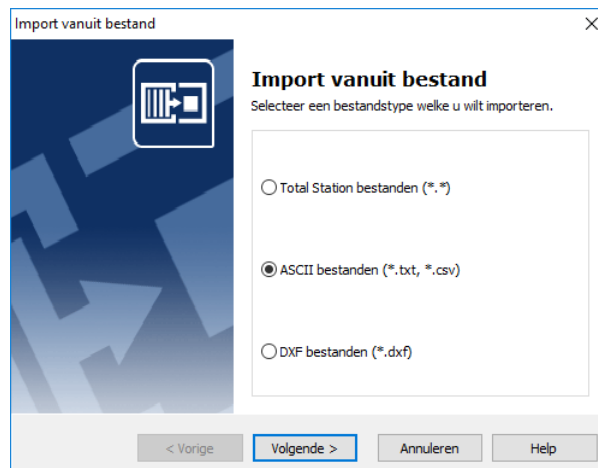 Import vanuit bestand
Import vanuit bestand
Selecteer een bestandstype welke u wilt importeren.
Total Station bestanden (*.*)
ASCII bestanden (*.txt, *.csv)
DXF bestanden (*.dxf)
< Vorige Volgende > Annuleren Help